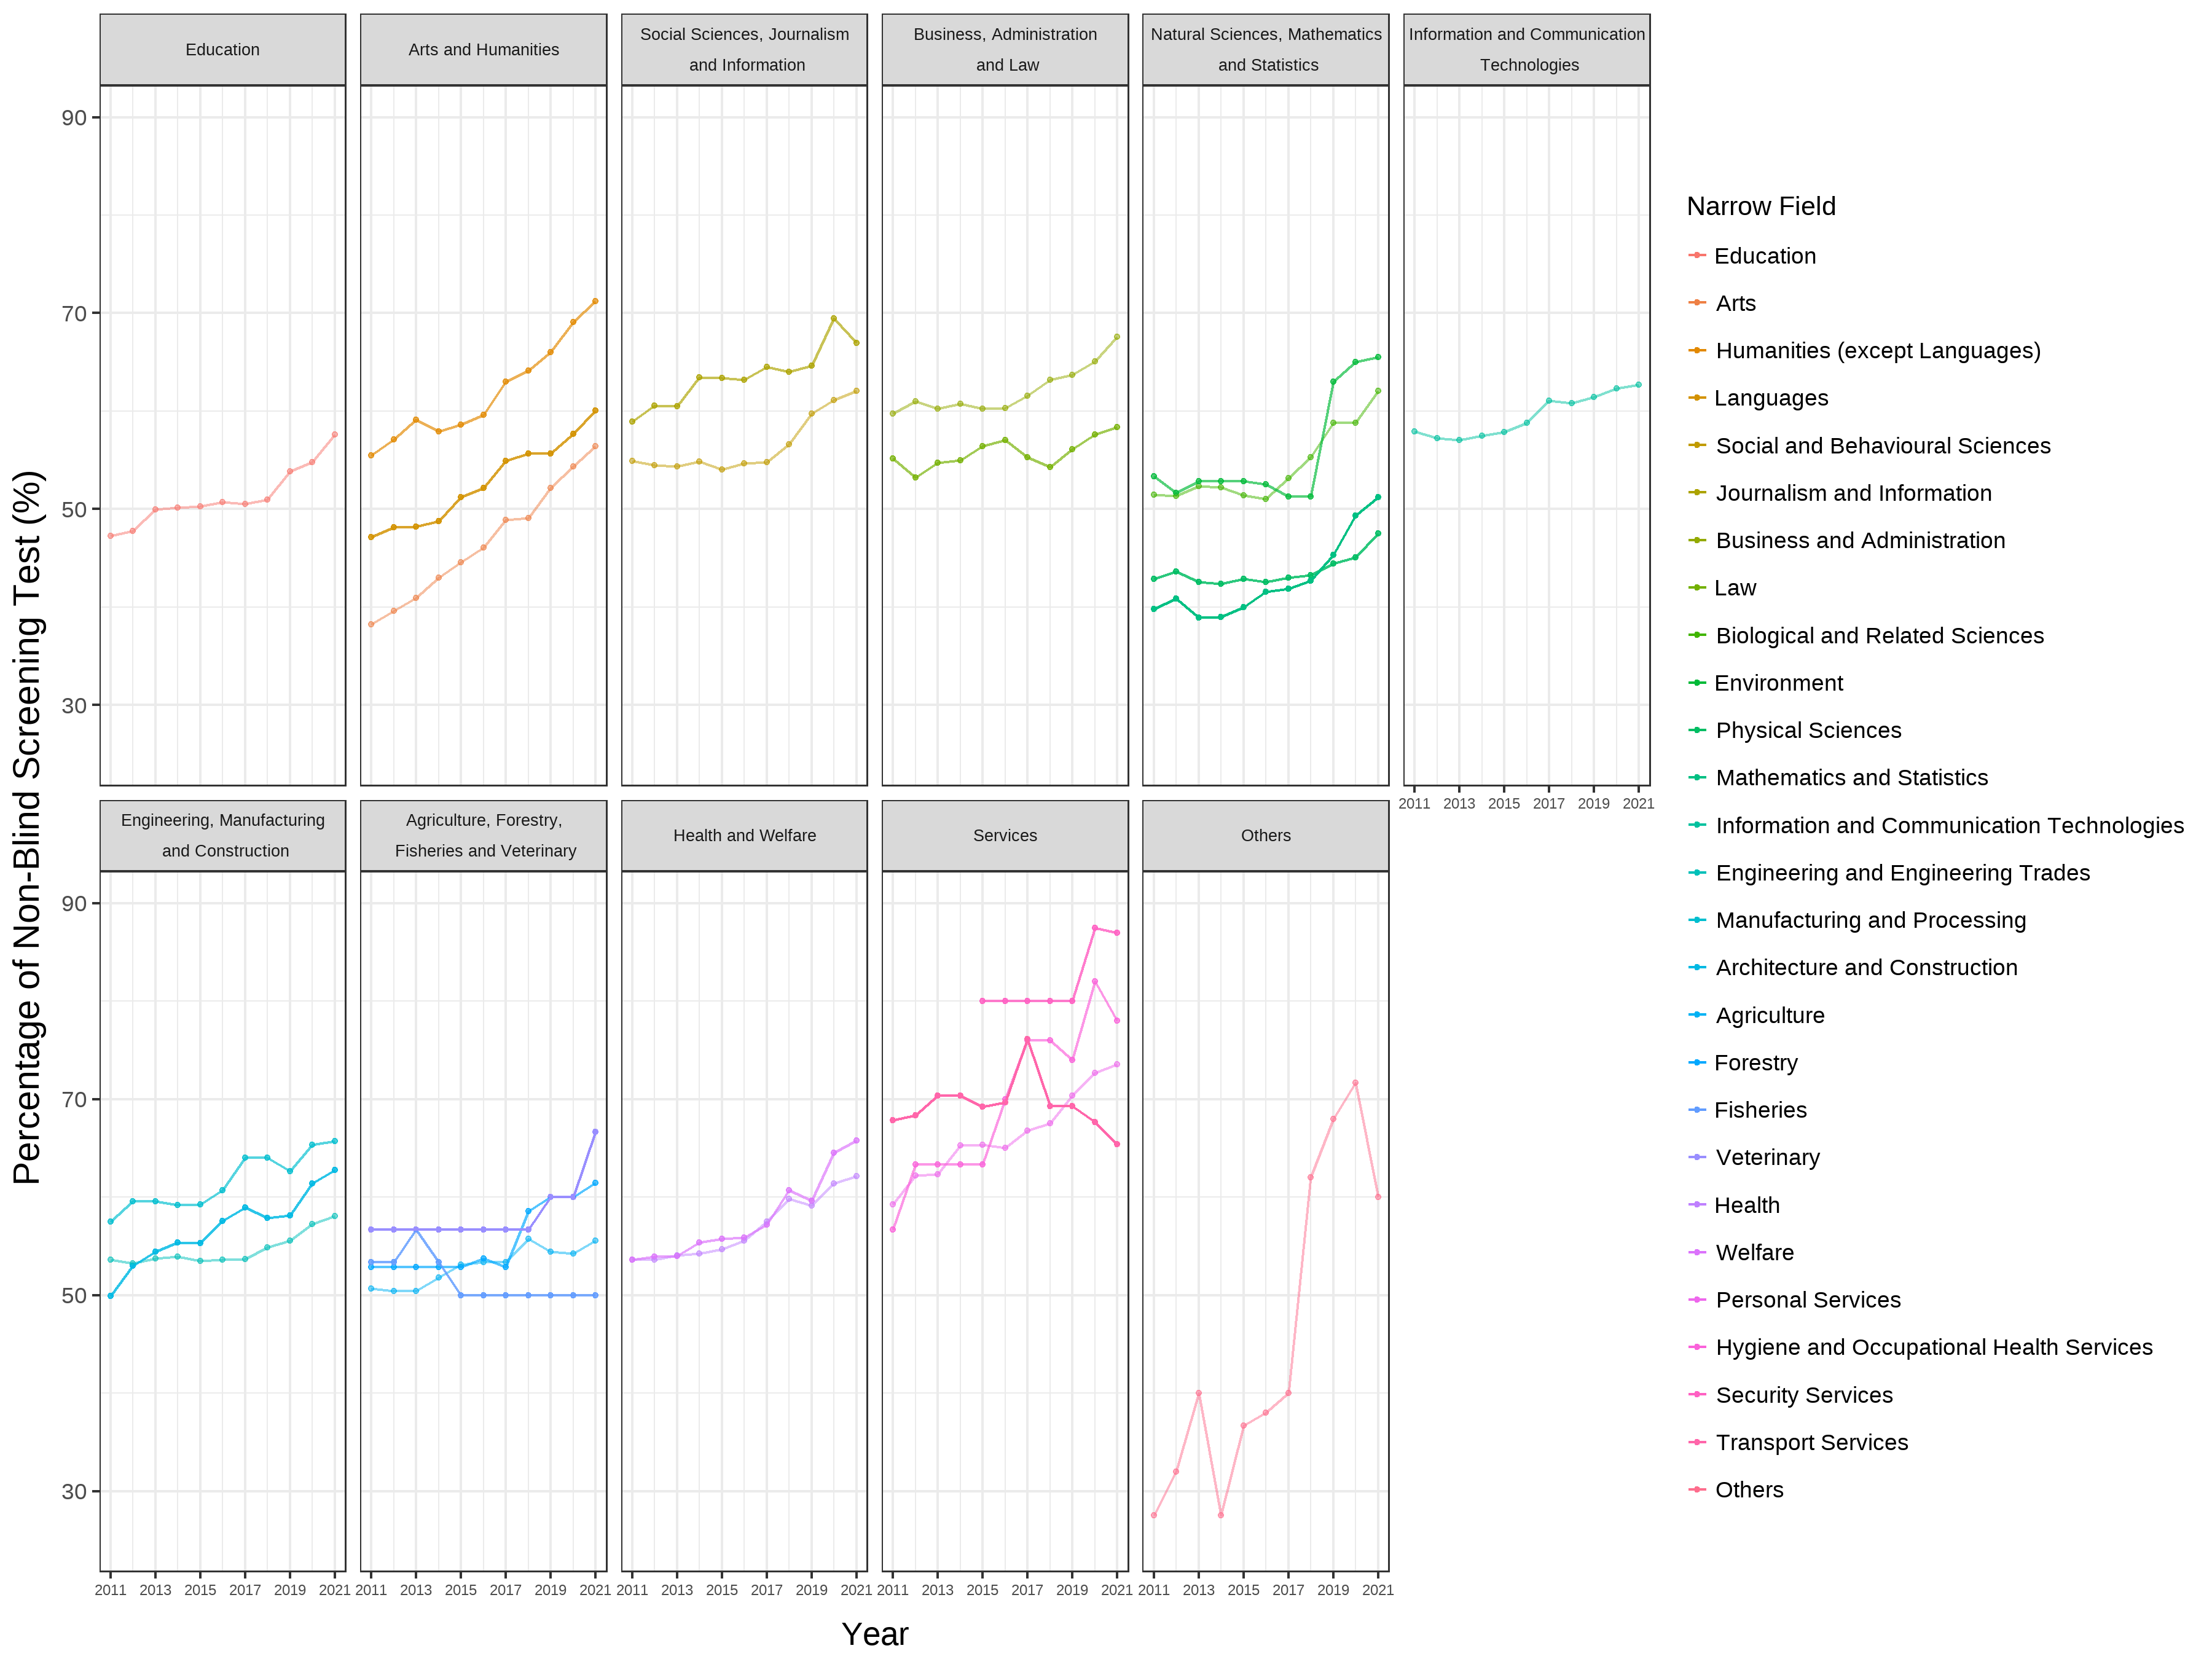 Education
Arts and Humanities
Social Sciences, Journalism
and Information
Business, Administration
and Law
Natural Sciences, Mathematics
and Statistics
Information and Communication
Technologies
90
70
50
30
2011 2013 2015 2017 2019 2021
Engineering, Manufacturing
and Construction
Agriculture, Forestry,
Fisheries and Veterinary
Health and Welfare
Services
Others
90
70
50
30
2011 2013 2015 2017 2019 2021
2011 2013 2015 2017 2019 2021
2011 2013 2015 2017 2019 2021
2011 2013 2015 2017 2019 2021
2011 2013 2015 2017 2019 2021
Year
Percentage of Non-Blind Screening Test (%)
Narrow Field
Education
Arts
Humanities (except Languages)
Languages
Social and Behavioural Sciences
Journalism and Information
Business and Administration
Law
Biological and Related Sciences
Environment
Physical Sciences
Mathematics and Statistics
Information and Communication Technologies
Engineering and Engineering Trades
Manufacturing and Processing
Architecture and Construction
Agriculture
Forestry
Fisheries
Veterinary
Health
Welfare
Personal Services
Hygiene and Occupational Health Services
Security Services
Transport Services
Others